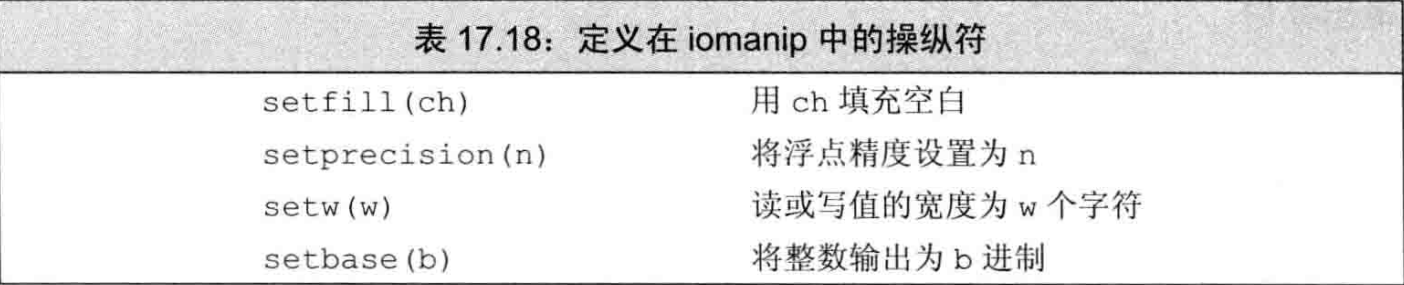 表 17.18：定义在 iomanip 中的操纵符
setfill(ch) 用 ch 填充空白
setprecision(n) 将浮点精度设置为 n
setw(w) 读或写值的宽度为 w 个字符
setbase(b) 将整数输出为 b 进制